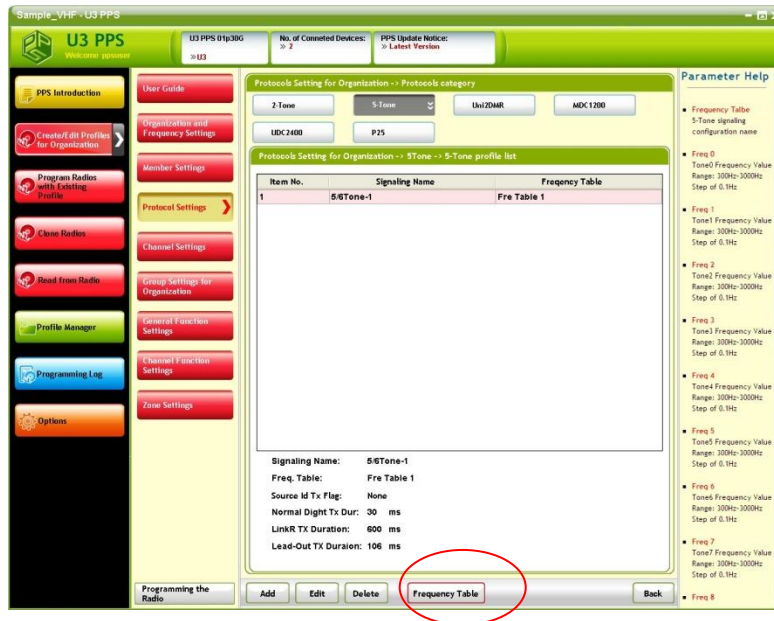 Sample_VHF - U3 PPS
U3 PPS
Welcome ppsuser
U3 PPS 01p30G
»U3
No. of Conneted Devices:
» 2
PPS Update Notice:
» Latest Version
PPS Introduction
Create/Edit Profiles
for Organization
Program Radios
with Existing
Profile
Clone Radios
Read from Radio
Profile Manager
Programming Log
Options
User Guide
Organization and
Frequency Settings
Member Settings
Protocol Settings
Channel Settings
Group Settings for
Organization
General Function
Settings
Channel Function
Settings
Zone Settings
Programming the
Radio
Protocols Setting for Organization -> Protocols category
2-Tone
5-Tone
Uni2DMR
MDC1200
UDC2400
P25
Protocols Setting for Organization -> 5Tone -> 5-Tone profile list
Item No. Signaling Name Freqency Table
1 5/6Tone-1 Fre Table 1
Signaling Name: 5/6Tone-1
Freq. Table: Fre Table 1
Source Id Tx Flag: None
Normal Dight Tx Dur: 30 ms
LinkR TX Duration: 600 ms
Lead-Out TX Duraion: 106 ms
Add Edit Delete Frequency Table Back
Parameter Help
Frequency Talbe
5-Tone signaling
configuration name
Freq 0
Tone0 Frequency Value
Range: 300Hz-3000Hz
Step of 0.1Hz
Freq 1
Tone1 Frequency Value
Range: 300Hz-3000Hz
Step of 0.1Hz
Freq 2
Tone2 Frequency Value
Range: 300Hz-3000Hz
Step of 0.1Hz
Freq 3
Tone3 Frequency Value
Range: 300Hz-3000Hz
Step of 0.1Hz
Freq 4
Tone4 Frequency Value
Range: 300Hz-3000Hz
Step of 0.1Hz
Freq 5
Tone5 Frequency Value
Range: 300Hz-3000Hz
Step of 0.1Hz
Freq 6
Tone6 Frequency Value
Range: 300Hz-3000Hz
Step of 0.1Hz
Freq 7
Tone7 Frequency Value
Range: 300Hz-3000Hz
Step of 0.1Hz
Freq 8